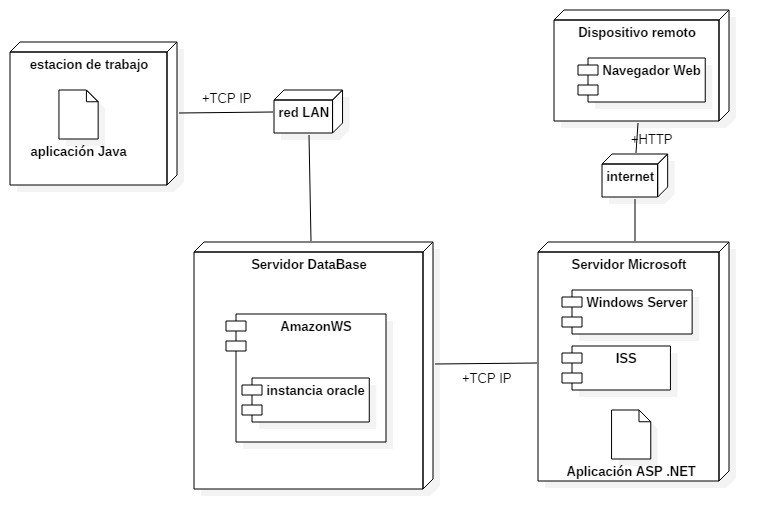 Dispositivo remoto
Navegador Web
estacion de trabajo
aplicación Java
+TCP IP
red LAN
+HTTP
internet
Servidor DataBase
AmazonWS
instancia oracle
+TCP IP
Servidor Microsoft
Windows Server
ISS
Aplicación ASP .NET